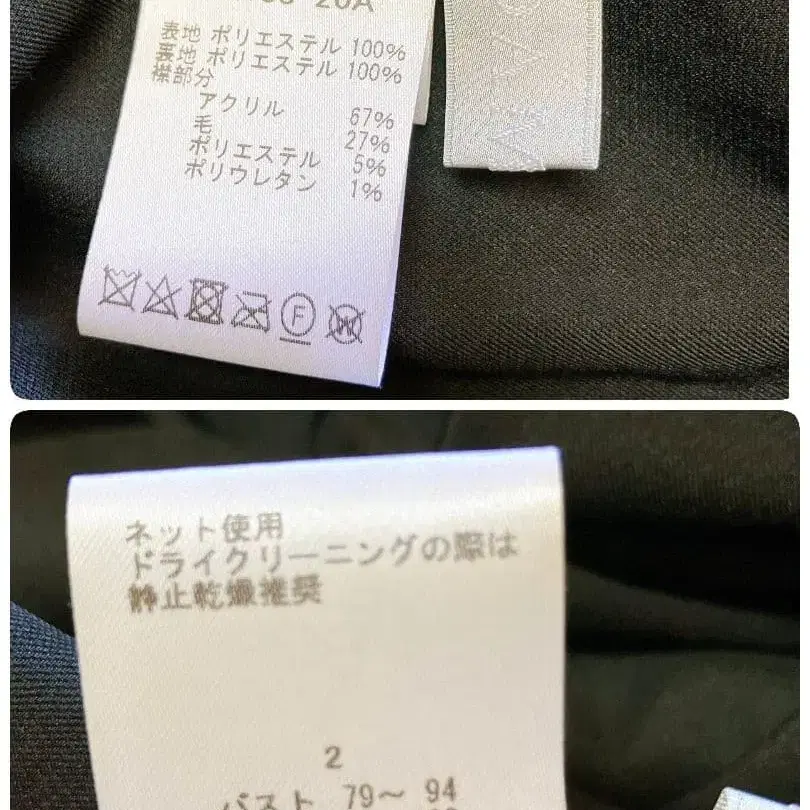 20A
表地 ポリエステル 100%
裏地 ポリエステル 100%
襟部分
アクリル 67%
毛 27%
ポリエステル 5%
ポリウレタン 1%
F
W
ネット使用
ドライクリーニングの際は
静止乾燥推奨
2
バスト 79〜 94